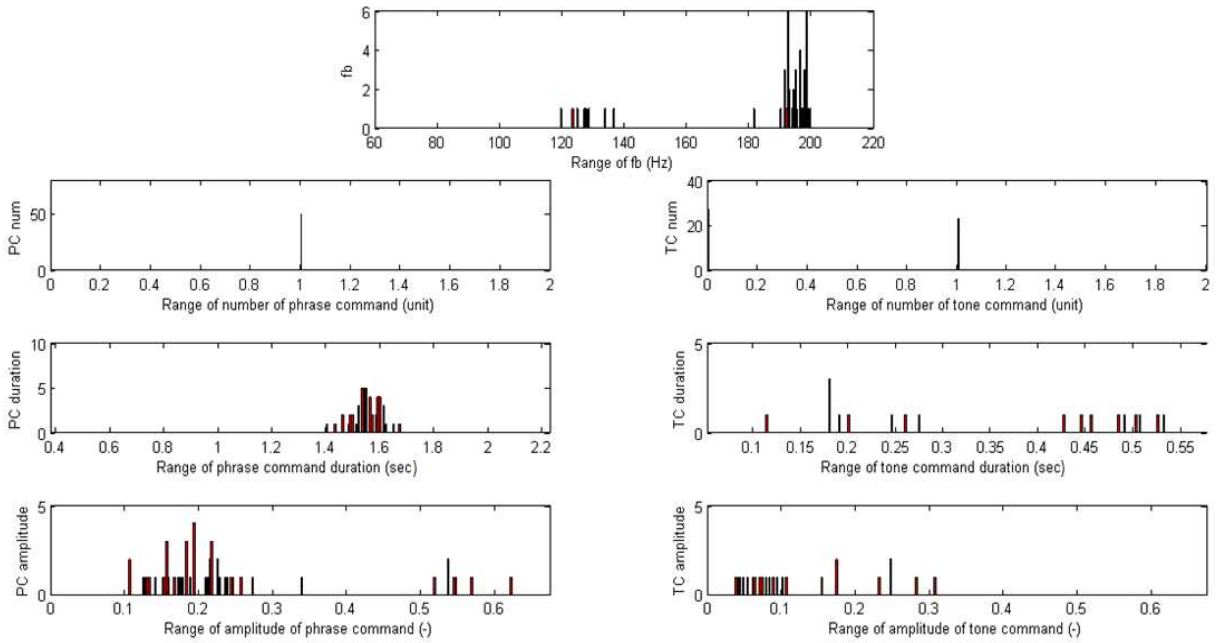 6
4
2
0
fb
60 80 100 120 140 160 180 200 220
Range of fb (Hz)
50
0
PC num
0 0.2 0.4 0.6 0.8 1 1.2 1.4 1.6 1.8 2
Range of number of phrase command (unit)
40
20
0
TC num
0 0.2 0.4 0.6 0.8 1 1.2 1.4 1.6 1.8 2
Range of number of tone command (unit)
10
5
0
PC duration
0.4 0.6 0.8 1 1.2 1.4 1.6 1.8 2 2.2
Range of phrase command duration (sec)
5
0
TC duration
0.1 0.15 0.2 0.25 0.3 0.35 0.4 0.45 0.5 0.55
Range of tone command duration (sec)
5
0
PC amplitude
0 0.1 0.2 0.3 0.4 0.5 0.6
Range of amplitude of phrase command (-)
5
0
TC amplitude
0 0.1 0.2 0.3 0.4 0.5 0.6
Range of amplitude of tone command (-)